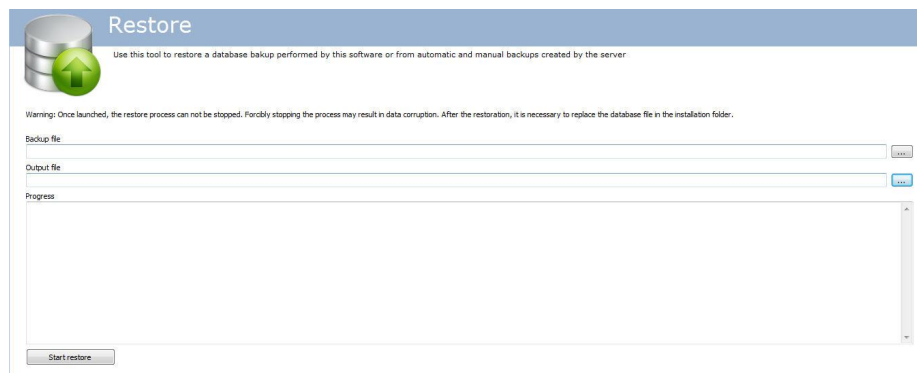 Restore
Use this tool to restore a database bakup performed by this software or from automatic and manual backups created by the server
Warning: Once launched, the restore process can not be stopped. Forcibly stopping the process may result in data corruption. After the restoration, it is necessary to replace the database file in the installation folder.
Backup file
...
Output file
...
Progress
Start restore